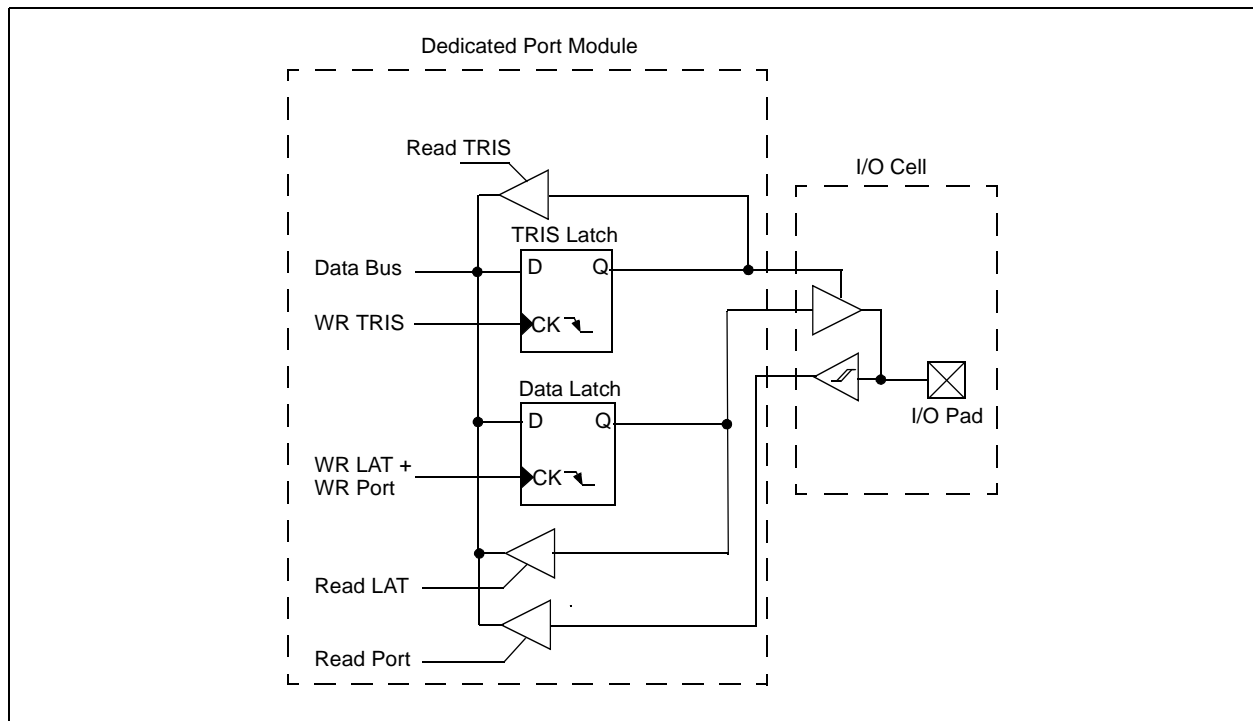 Dedicated Port Module
Read TRIS
I/O Cell
TRIS Latch
Data Bus
D
Q
WR TRIS
CK
Data Latch
I/O Pad
D
Q
WR LAT +
WR Port
CK
Read LAT
Read Port